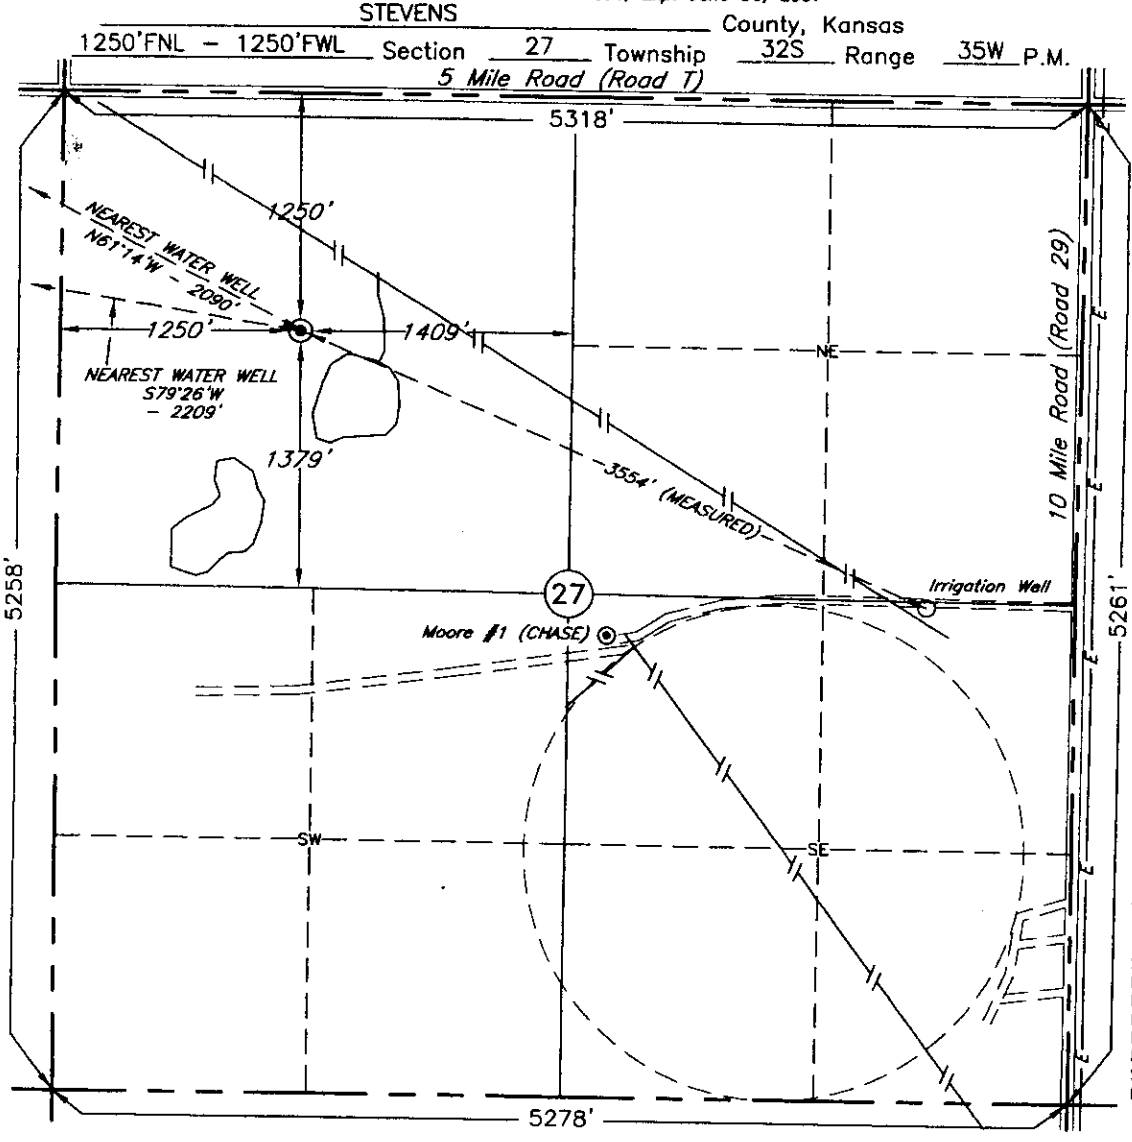 STEVENS County, Kansas
1250'FNL - 1250'FWL Section 27 Township 32S Range 35W P.M.
5 Mile Road (Road T)
5318'
1250'
NEAREST WATER WELL
N61°14'W - 2090'
1250'
1409'
NEAREST WATER WELL
S79°26'W
- 2209'
NE
10 Mile Road (Road 29)
E
1379'
3554' (MEASURED)
E
5258'
27
Irrigation Well
5261'
Moore #1 (CHASE)
E
SW
SE
E
E
5278'